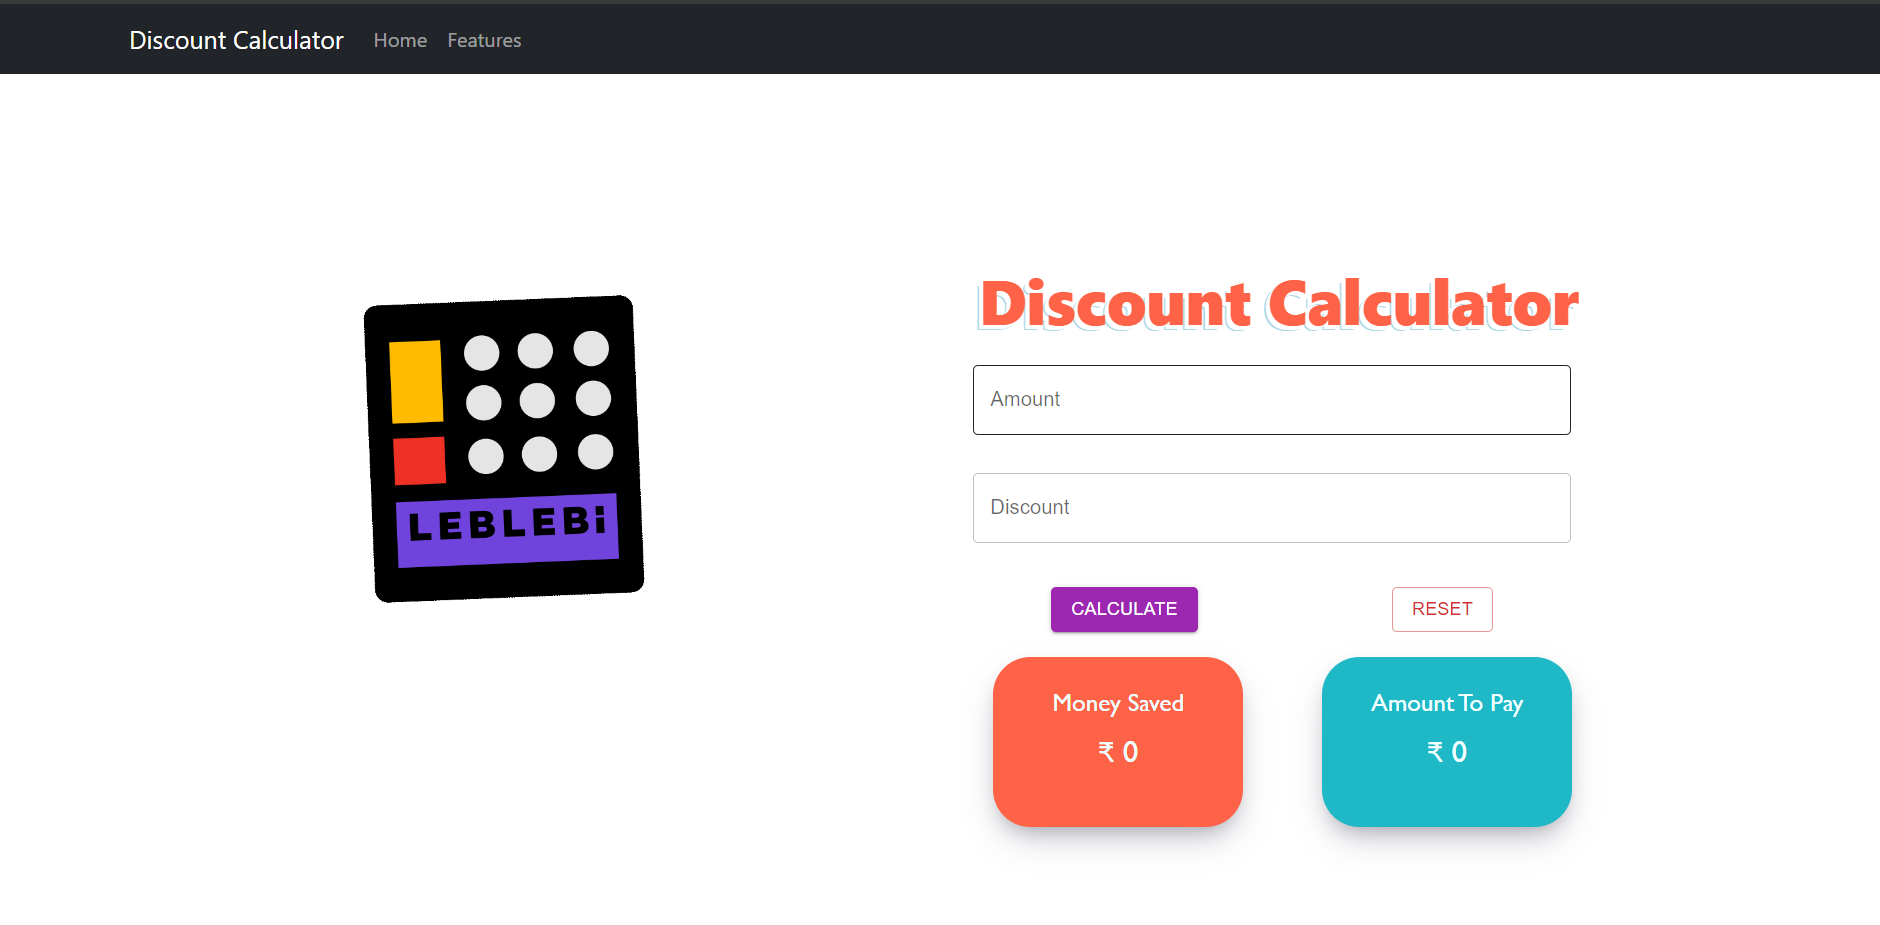 Discount Calculator Home Features
LEBLEBi
Discount Calculator
Amount
Discount
CALCULATE RESET
Money Saved
₹ 0
Amount To Pay
₹ 0